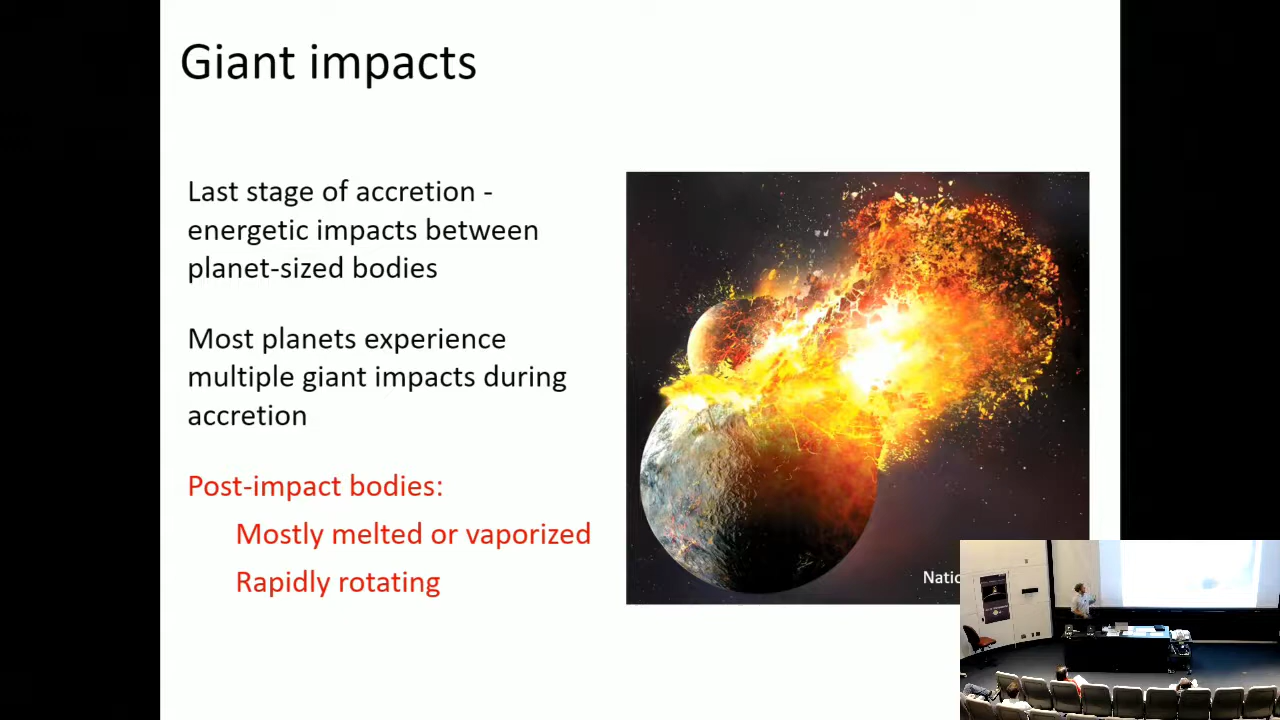 Giant impacts
Last stage of accretion -
energetic impacts between
planet-sized bodies
Most planets experience
multiple giant impacts during
accretion
Post-impact bodies:
Mostly melted or vaporized
Rapidly rotating